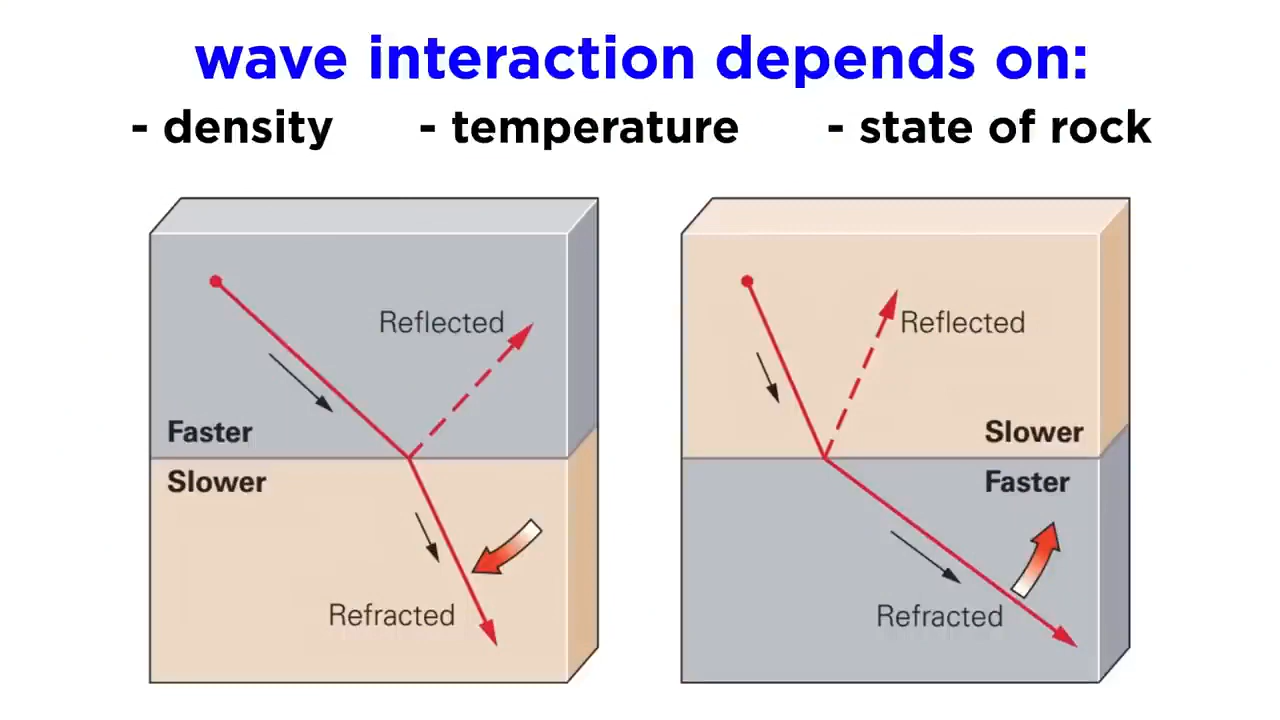 wave interaction depends on:
- density - temperature - state of rock
Reflected
Faster
Slower
Refracted
Reflected
Slower
Faster
Refracted